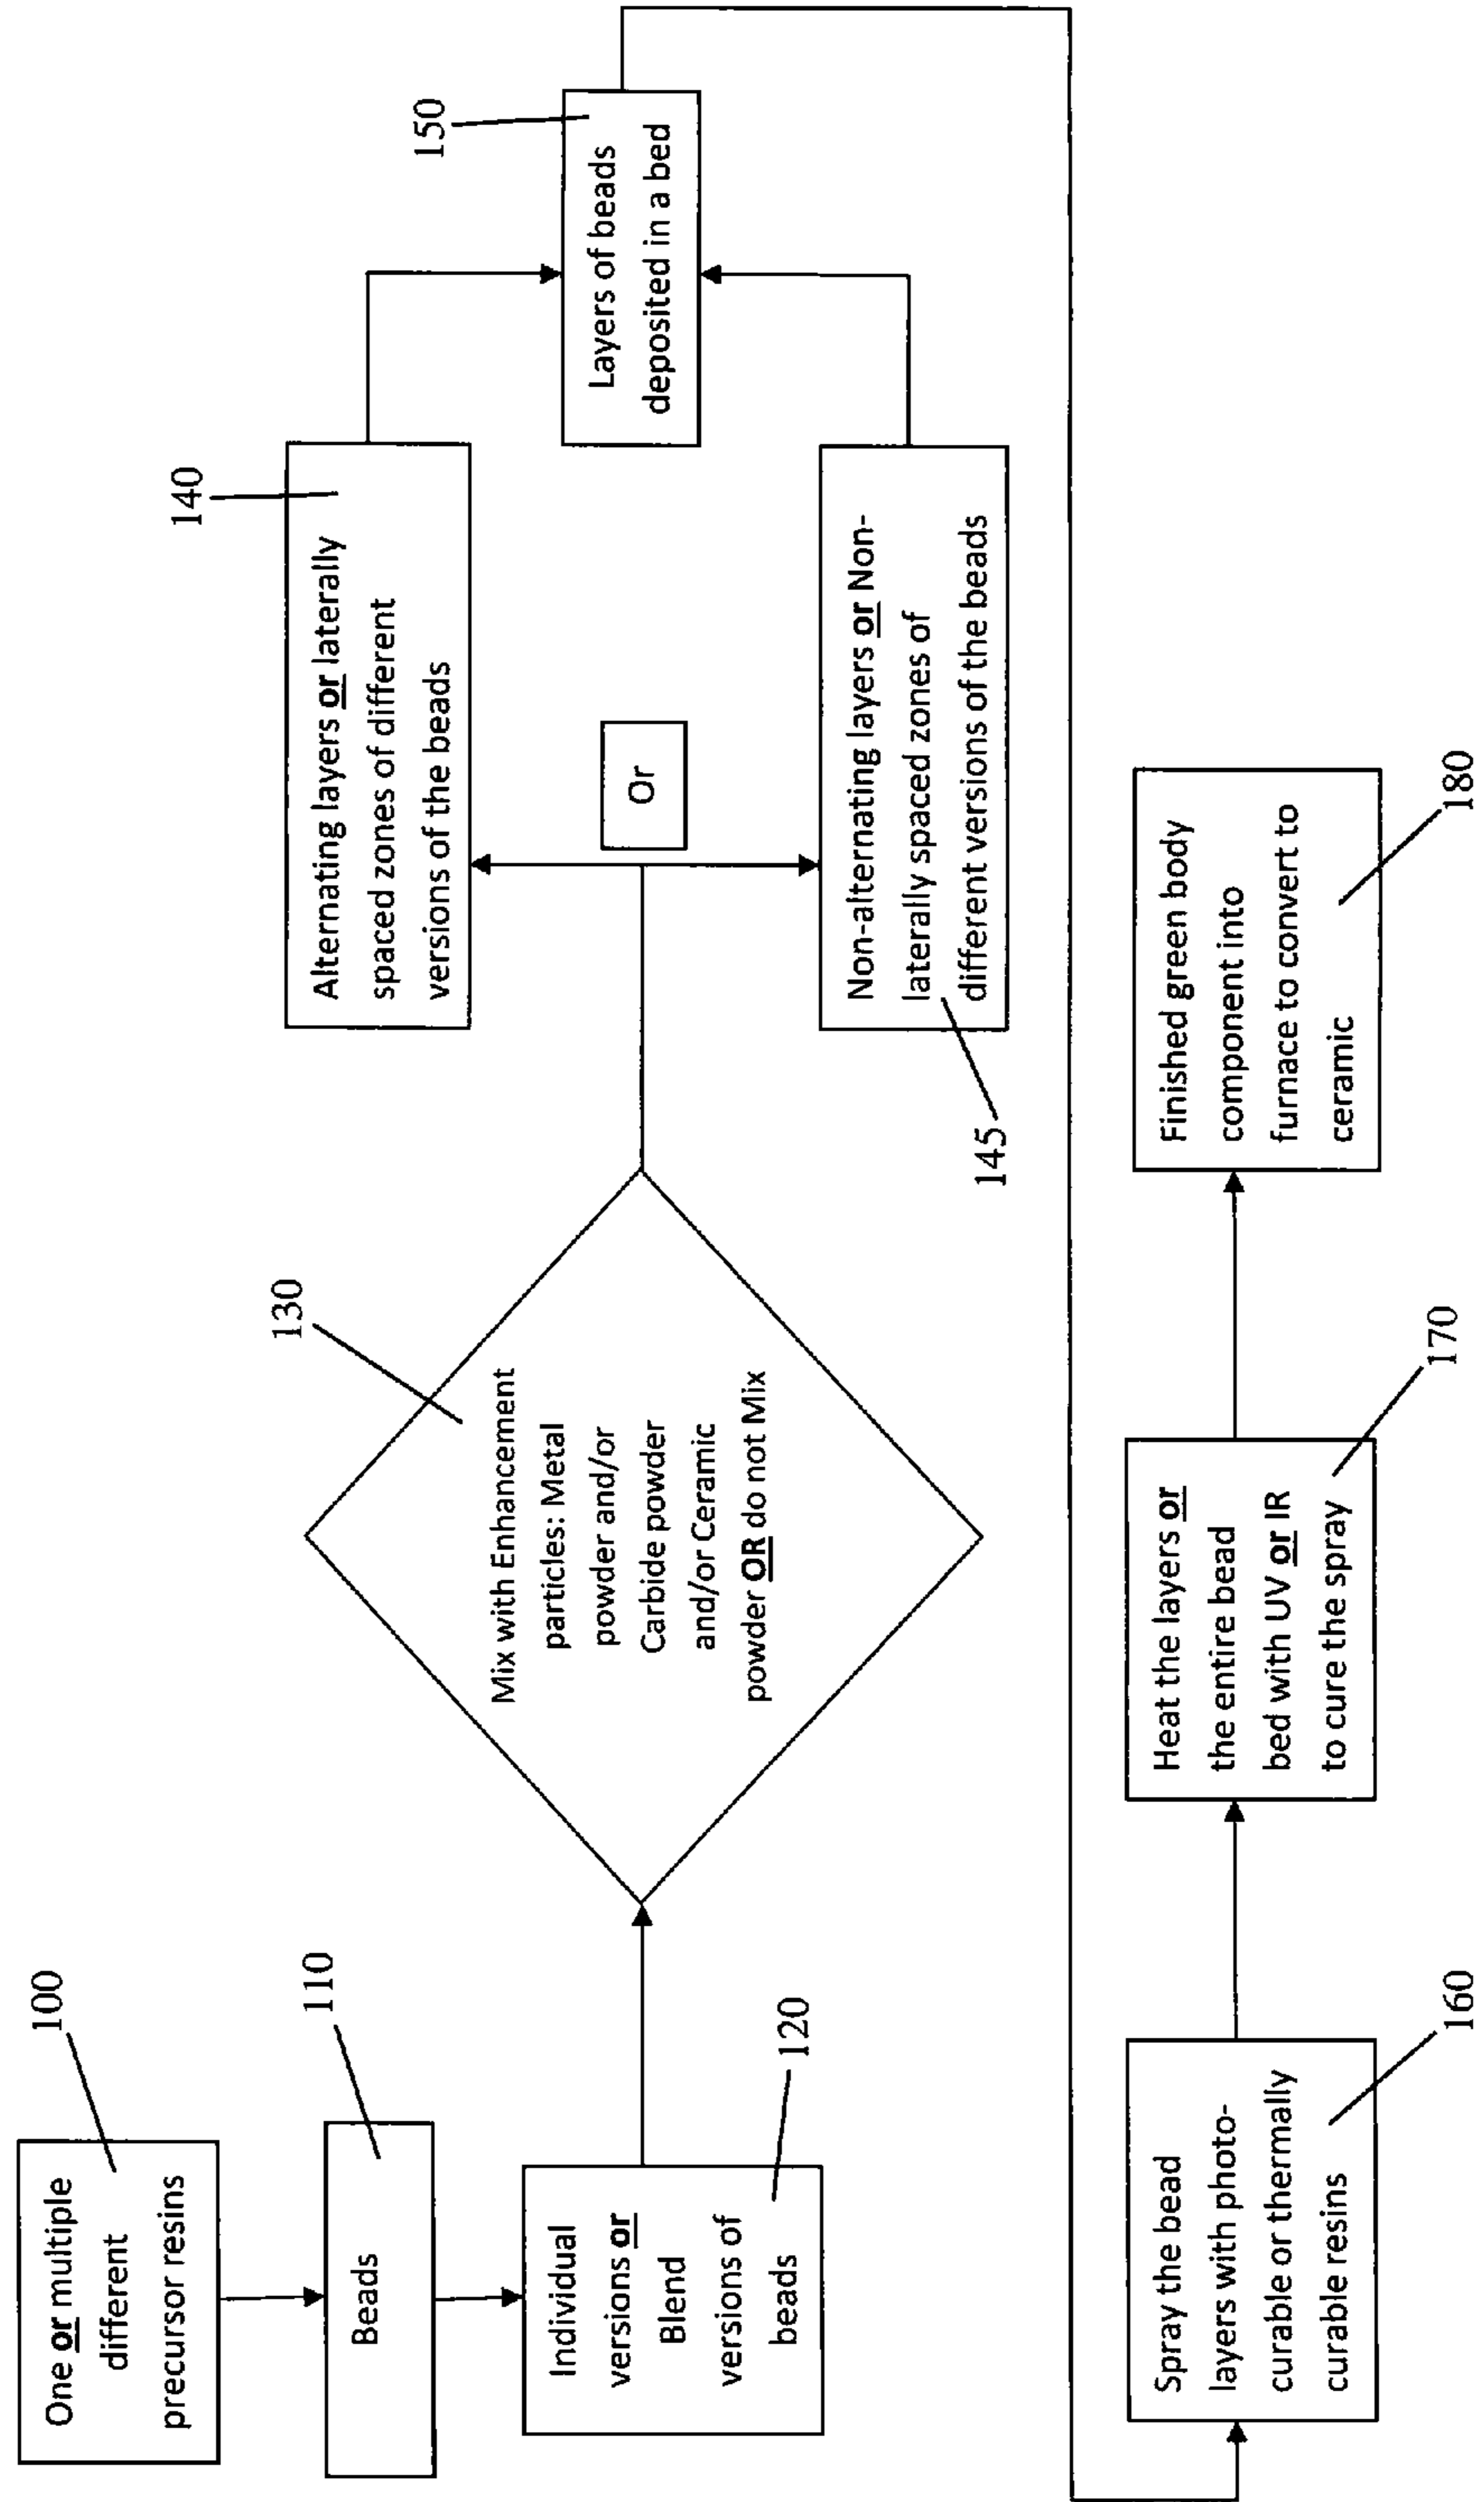 100
One or multiple
different
precursor resins
110
Beads
120
Individual
versions or
Blend
versions of
beads
130
Mix with Enhancement
particles: Metal
powder and/or
Carbide powder
and/or Ceramic
powder OR do not Mix
140
Alternating layers or laterally
spaced zones of different
versions of the beads
Or
145
Non-alternating layers or Non-
laterally spaced zones of
different versions of the beads
150
Layers of beads
deposited in a bed
160
Spray the bead
layers with photo-
curable or thermally
curable resins
170
Heat the layers or
the entire bead
bed with UV or IR
to cure the spray
180
Finished green body
component into
furnace to convert to
ceramic